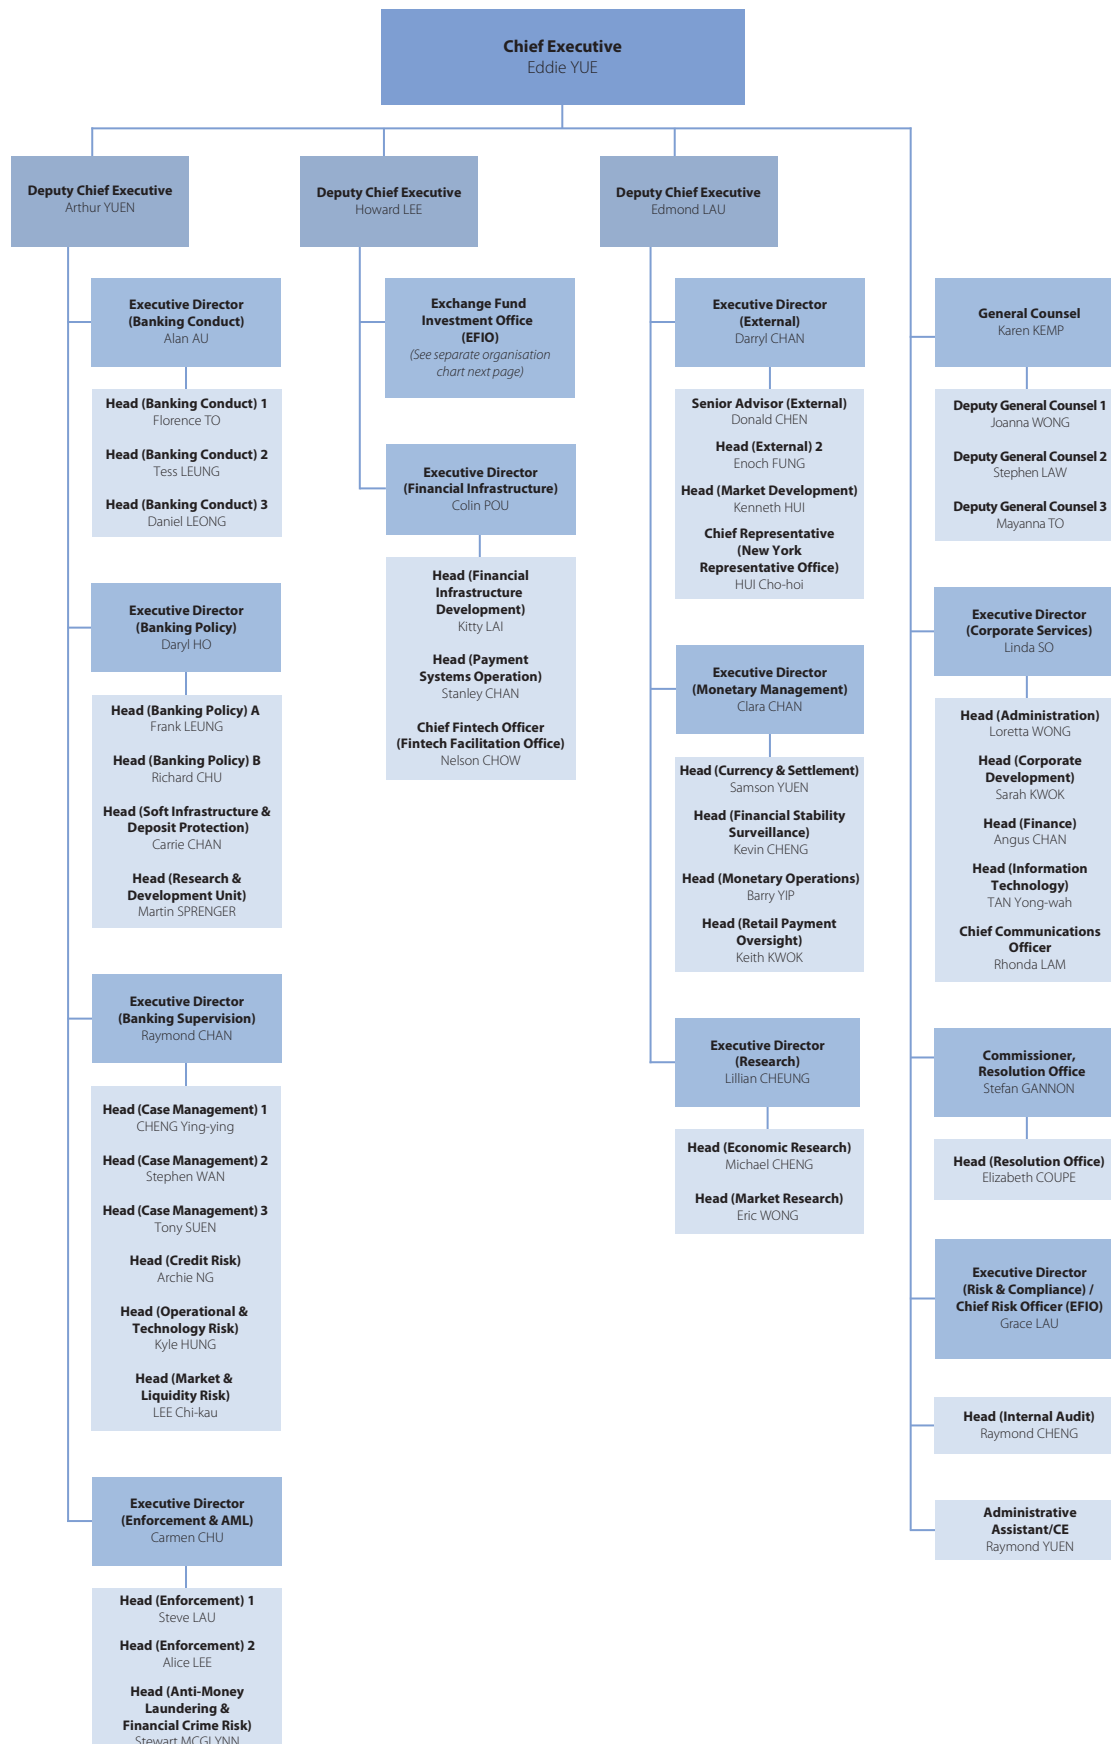 Chief Executive
Eddie YUE
Deputy Chief Executive
Arthur YUEN
Deputy Chief Executive
Howard LEE
Deputy Chief Executive
Edmond LAU
Executive Director
(Banking Conduct)
Alan AU
Head (Banking Conduct) 1
Florence TO
Head (Banking Conduct) 2
Tess LEUNG
Head (Banking Conduct) 3
Daniel LEONG
Executive Director
(Banking Policy)
Daryl HO
Head (Banking Policy) A
Frank LEUNG
Head (Banking Policy) B
Richard CHU
Head (Soft Infrastructure &
Deposit Protection)
Carrie CHAN
Head (Research &
Development Unit)
Martin SPRENGER
Executive Director
(Banking Supervision)
Raymond CHAN
Head (Case Management) 1
CHENG Ying-ying
Head (Case Management) 2
Stephen WAN
Head (Case Management) 3
Tony SUEN
Head (Credit Risk)
Archie NG
Head (Operational &
Technology Risk)
Kyle HUNG
Head (Market &
Liquidity Risk)
LEE Chi-kau
Executive Director
(Enforcement & AML)
Carmen CHU
Head (Enforcement) 1
Steve LAU
Head (Enforcement) 2
Alice LEE
Head (Anti-Money
Laundering &
Financial Crime Risk)
Stewart MCGLYNN
Exchange Fund
Investment Office
(EFIO)
(See separate organisation
chart next page)
Executive Director
(Financial Infrastructure)
Colin POU
Head (Financial
Infrastructure
Development)
Kitty LAI
Head (Payment
Systems Operation)
Stanley CHAN
Chief Fintech Officer
(Fintech Facilitation Office)
Nelson CHOW
Executive Director
(External)
Darryl CHAN
Senior Advisor (External)
Donald CHEN
Head (External) 2
Enoch FUNG
Head (Market Development)
Kenneth HUI
Chief Representative
(New York
Representative Office)
HUI Cho-hoi
Executive Director
(Monetary Management)
Clara CHAN
Head (Currency & Settlement)
Samson YUEN
Head (Financial Stability
Surveillance)
Kevin CHENG
Head (Monetary Operations)
Barry YIP
Head (Retail Payment
Oversight)
Keith KWOK
Executive Director
(Research)
Lillian CHEUNG
Head (Economic Research)
Michael CHENG
Head (Market Research)
Eric WONG
General Counsel
Karen KEMP
Deputy General Counsel 1
Joanna WONG
Deputy General Counsel 2
Stephen LAW
Deputy General Counsel 3
Mayanna TO
Executive Director
(Corporate Services)
Linda SO
Head (Administration)
Loretta WONG
Head (Corporate
Development)
Sarah KWOK
Head (Finance)
Angus CHAN
Head (Information
Technology)
TAN Yong-wah
Chief Communications
Officer
Rhonda LAM
Commissioner,
Resolution Office
Stefan GANNON
Head (Resolution Office)
Elizabeth COUPE
Executive Director
(Risk & Compliance) /
Chief Risk Officer (EFIO)
Grace LAU
Head (Internal Audit)
Raymond CHENG
Administrative
Assistant/CE
Raymond YUEN